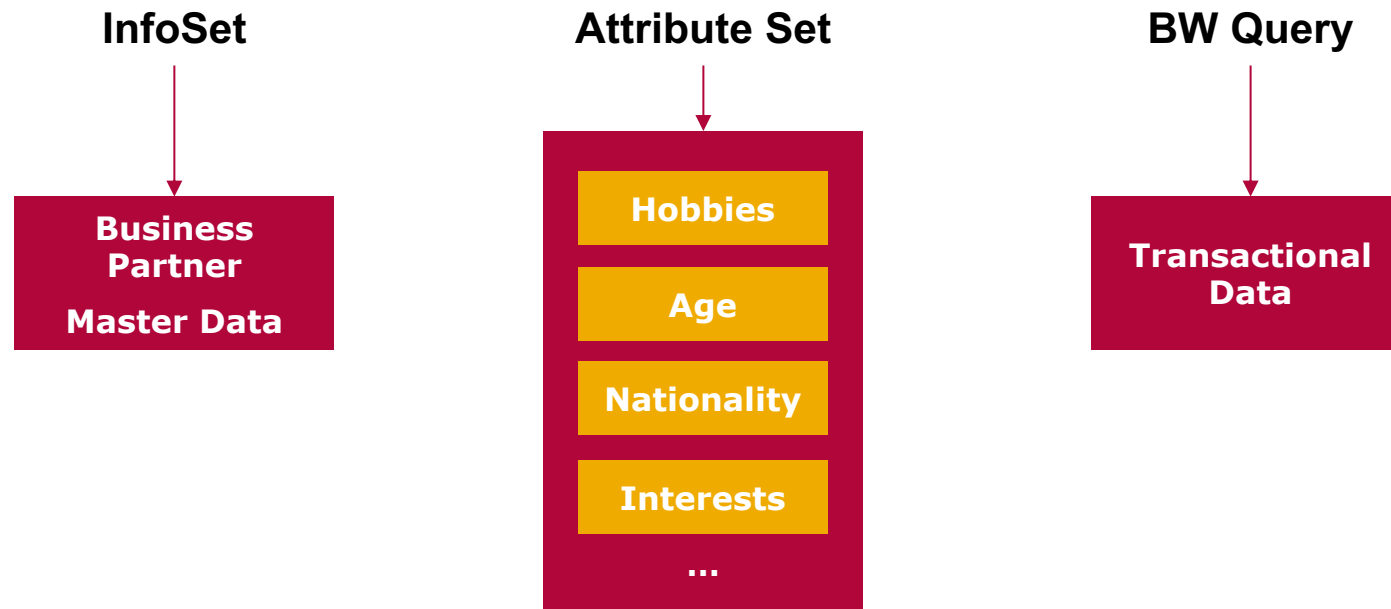 InfoSet
Business
Partner
Master Data
Attribute Set
Hobbies
Age
Nationality
Interests
...
BW Query
Transactional
Data